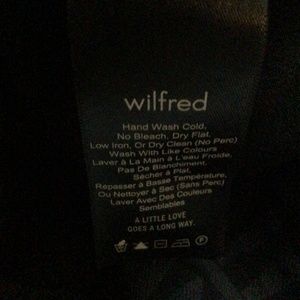 wilfred
Hand Wash Cold,
No Bleach, Dry Flat,
Low Iron, Or Dry Clean (No Perc)
Wash With Like Colours
Laver à La Main à L'eau Froide,
Pas De Blanchiment,
Sécher à Plat,
Repasser à Basse Température,
Ou Nettoyer à Sec (Sans Perc)
Laver Avec Des Couleurs
Semblables
A LITTLE LOVE
GOES A LONG WAY.
P